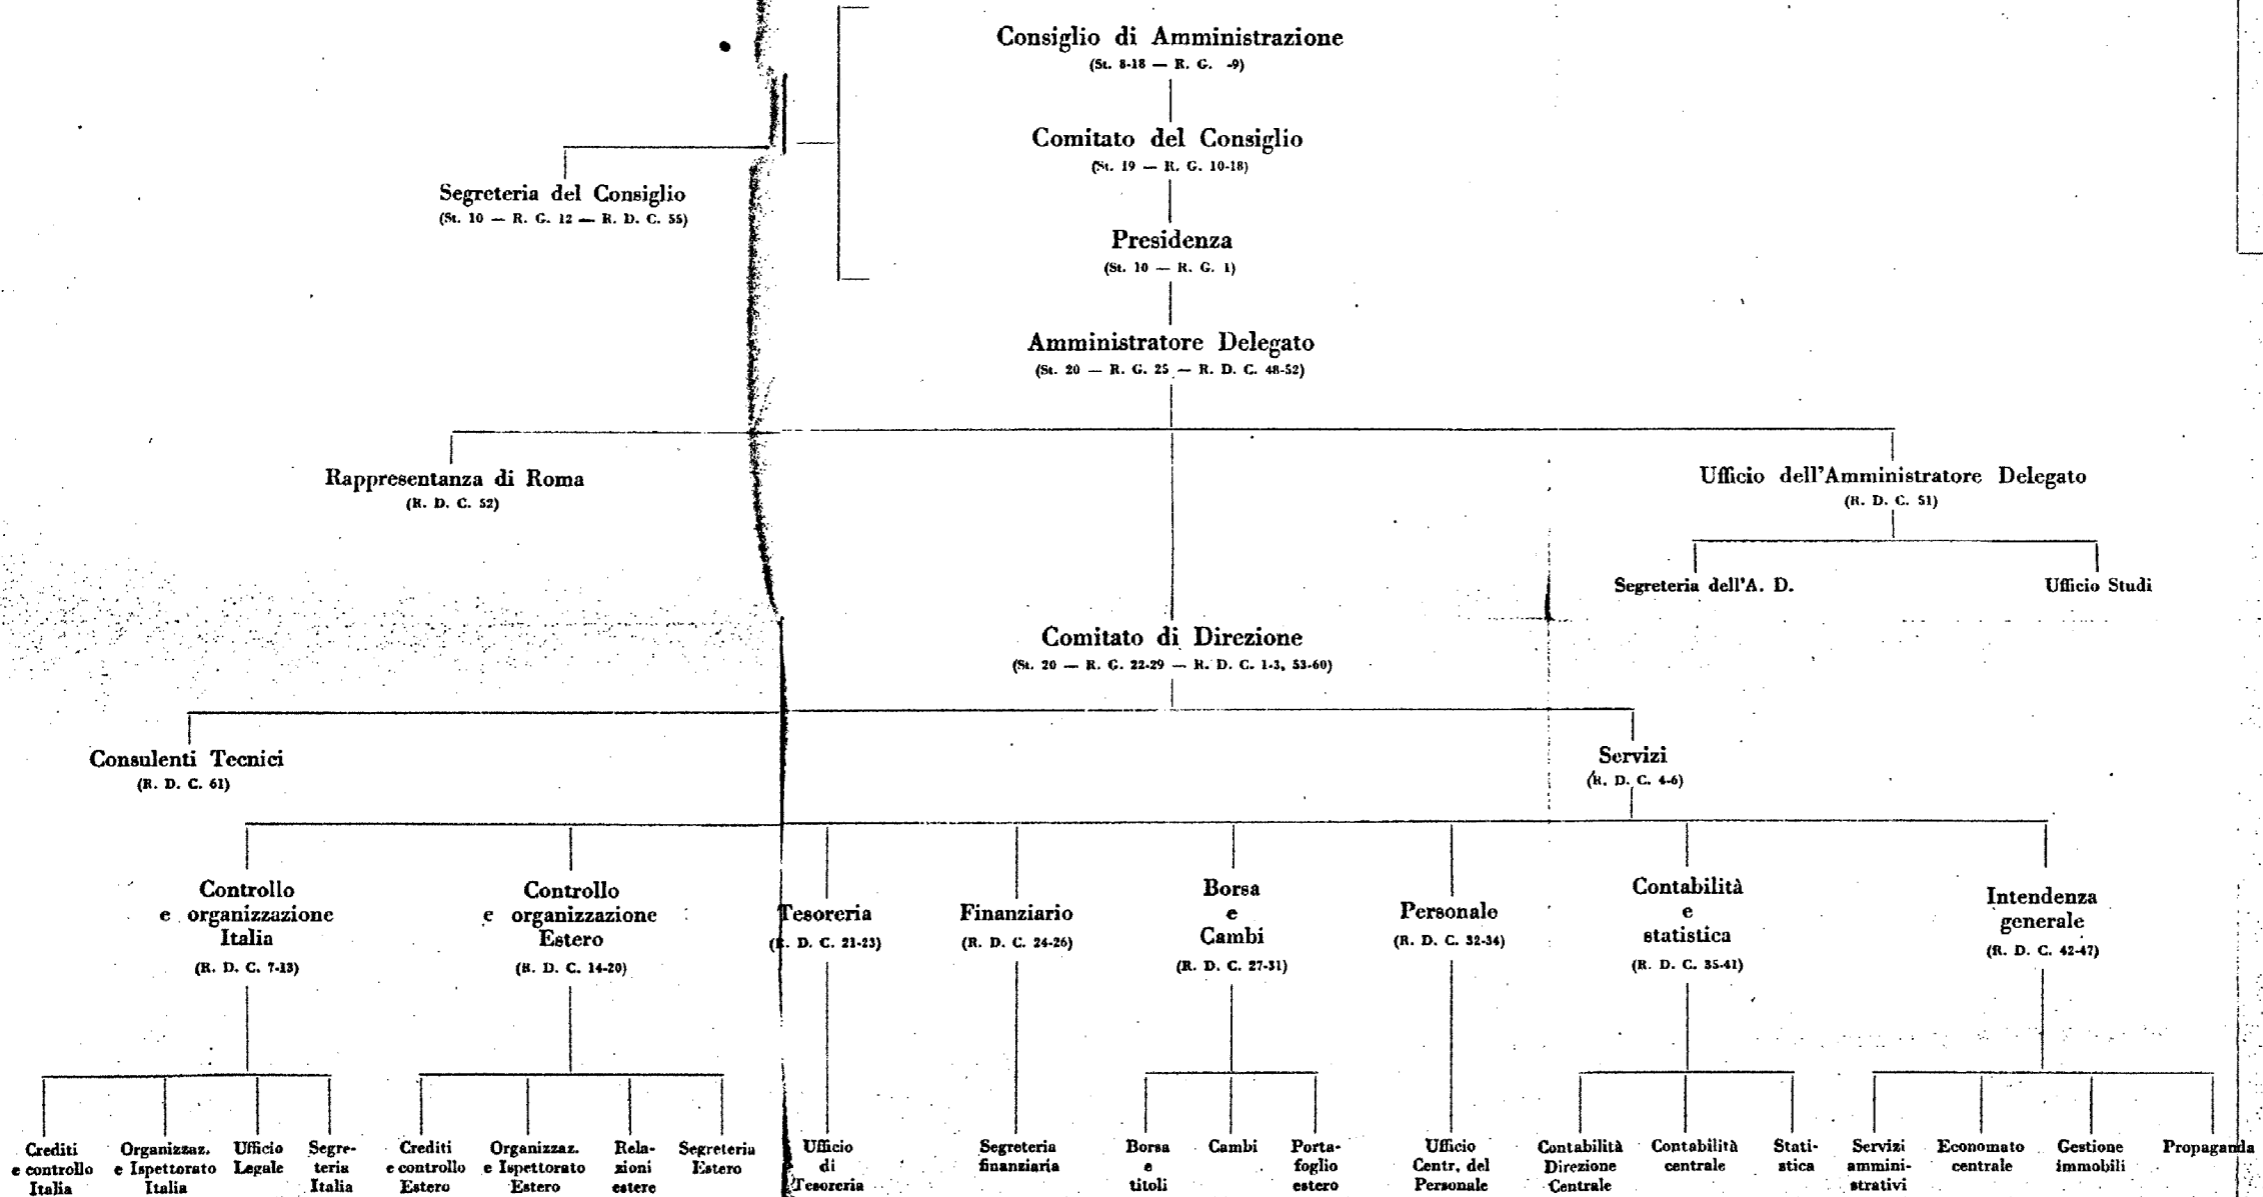 Consiglio di Amministrazione
(St. 8-18 — R. G. -9)
Comitato del Consiglio
(St. 19 — R. G. 10-18)
Segreteria del Consiglio
(St. 10 — R. G. 12 — R. D. C. 55)
Presidenza
(St. 10 — R. G. 1)
Amministratore Delegato
(St. 20 — R. G. 25 — R. D. C. 48-52)
Rappresentanza di Roma
(R. D. C. 52)
Ufficio dell'Amministratore Delegato
(R. D. C. 51)
Segreteria dell'A. D.
Ufficio Studi
Comitato di Direzione
(St. 20 — R. G. 22-29 — R. D. C. 1-3, 53-60)
Consulenti Tecnici
(R. D. C. 61)
Servizi
(R. D. C. 4-6)
Controllo
e organizzazione
Italia
(R. D. C. 7-13)
Controllo
e organizzazione
Estero
(R. D. C. 14-20)
Tesoreria
(R. D. C. 21-23)
Finanziario
(R. D. C. 24-26)
Borsa
e
Cambi
(R. D. C. 27-31)
Personale
(R. D. C. 32-34)
Contabilità
e
statistica
(R. D. C. 35-41)
Intendenza
generale
(R. D. C. 42-47)
Crediti
e controllo
Italia
Organizzaz.
e Ispettorato
Italia
Ufficio
Legale
Segre-
teria
Italia
Crediti
e controllo
Estero
Organizzaz.
e Ispettorato
Estero
Rela-
zioni
estere
Segreteria
Estero
Ufficio
di
Tesoreria
Segreteria
finanziaria
Borsa
e
titoli
Cambi
Porta-
foglio
estero
Ufficio
Centr. del
Personale
Contabilità
Direzione
Centrale
Contabilità
centrale
Stati-
stica
Servizi
ammini-
strativi
Economato
centrale
Gestione
immobili
Propaganda